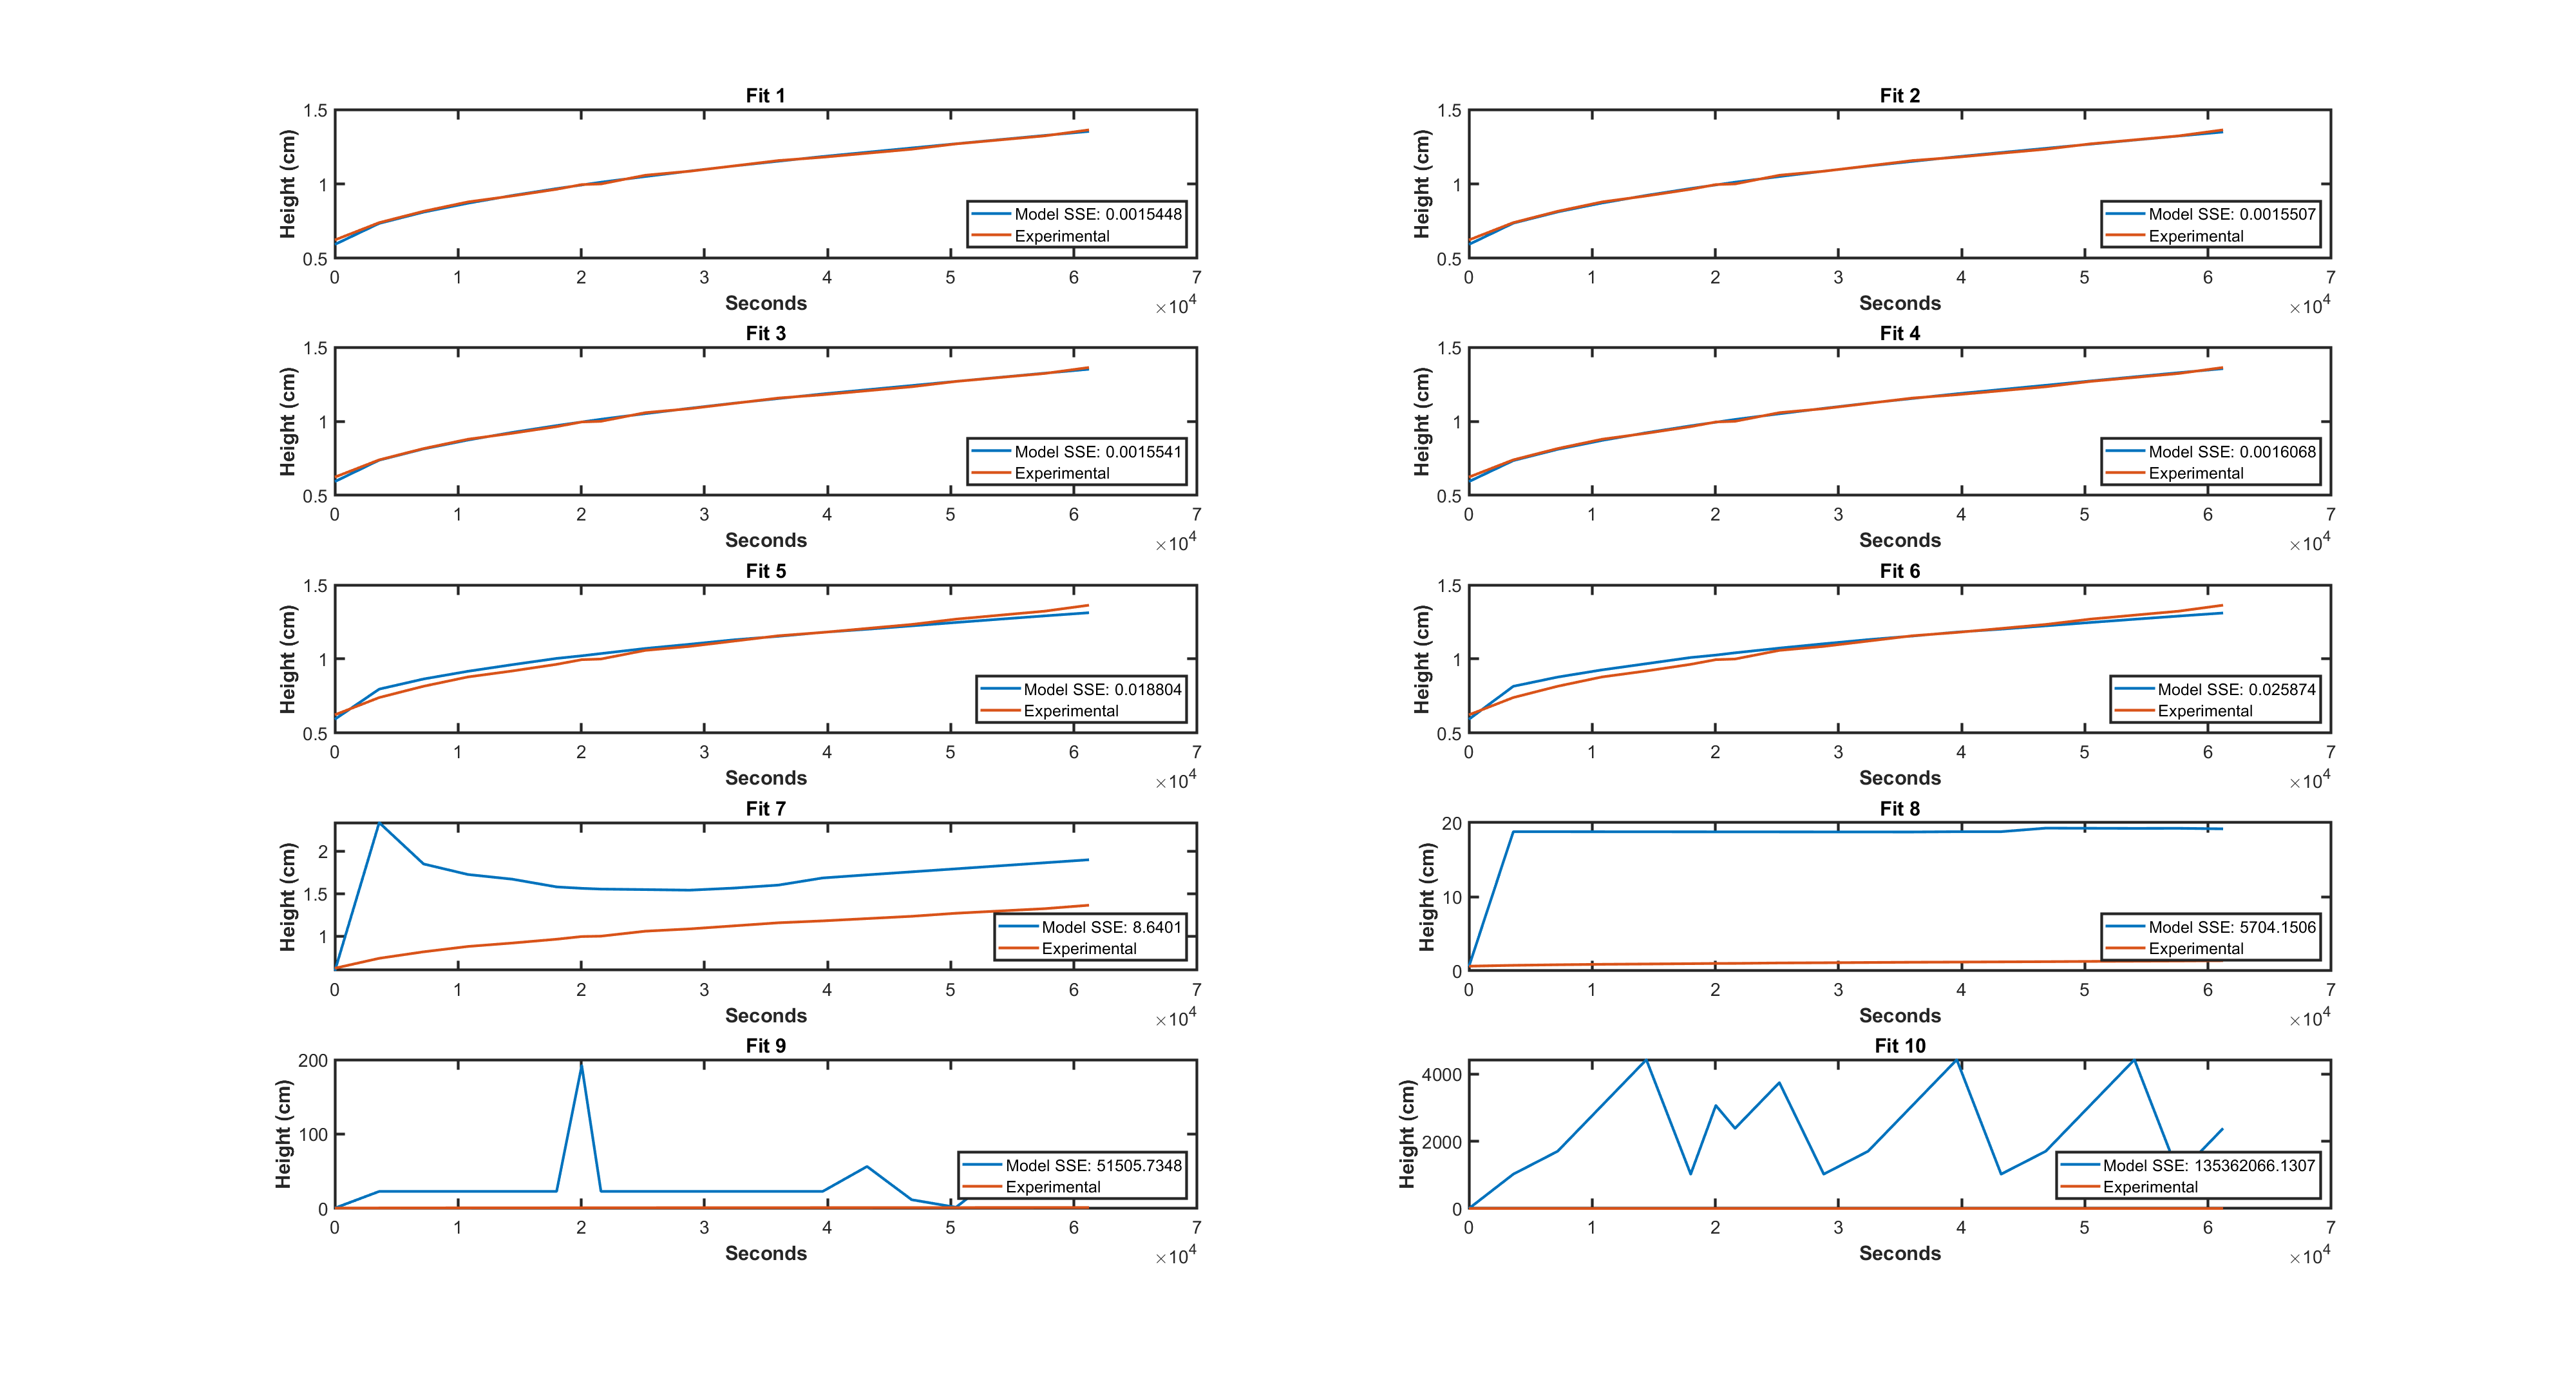 Fit 1
1.5
1
0.5
Height (cm)
Model SSE: 0.0015448
Experimental
0 1 2 3 4 5 6 7
Seconds
×10^4
Fit 2
1.5
1
0.5
Height (cm)
Model SSE: 0.0015507
Experimental
0 1 2 3 4 5 6 7
Seconds
×10^4
Fit 3
1.5
1
0.5
Height (cm)
Model SSE: 0.0015541
Experimental
0 1 2 3 4 5 6 7
Seconds
×10^4
Fit 4
1.5
1
0.5
Height (cm)
Model SSE: 0.0016068
Experimental
0 1 2 3 4 5 6 7
Seconds
×10^4
Fit 5
1.5
1
0.5
Height (cm)
Model SSE: 0.018804
Experimental
0 1 2 3 4 5 6 7
Seconds
×10^4
Fit 6
1.5
1
0.5
Height (cm)
Model SSE: 0.025874
Experimental
0 1 2 3 4 5 6 7
Seconds
×10^4
Fit 7
2
1.5
1
Height (cm)
Model SSE: 8.6401
Experimental
0 1 2 3 4 5 6 7
Seconds
×10^4
Fit 8
20
10
0
Height (cm)
Model SSE: 5704.1506
Experimental
0 1 2 3 4 5 6 7
Seconds
×10^4
Fit 9
200
100
0
Height (cm)
Model SSE: 51505.7348
Experimental
0 1 2 3 4 5 6 7
Seconds
×10^4
Fit 10
4000
2000
0
Height (cm)
Model SSE: 135362066.1307
Experimental
0 1 2 3 4 5 6 7
Seconds
×10^4